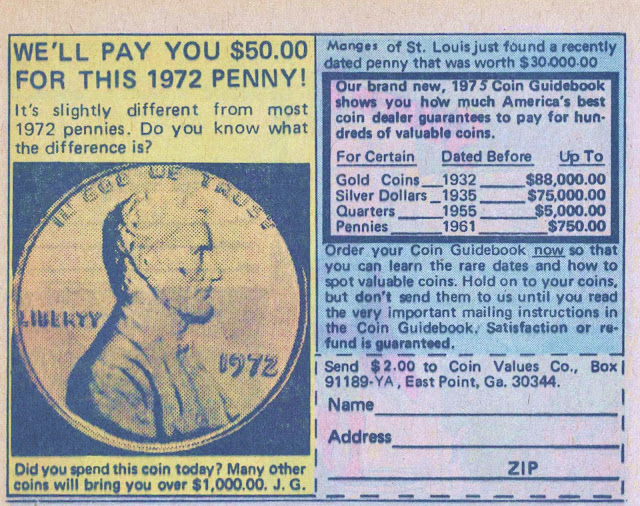 WE'LL PAY YOU $50.00
FOR THIS 1972 PENNY!
It's slightly different from most
1972 pennies. Do you know what
the difference is?
IN GOD WE TRUST
LIBERTY
1972
Did you spend this coin today? Many other
coins will bring you over $1,000.00. J. G.
Manges of St. Louis just found a recently
dated penny that was worth $30.000.00
Our brand new, 1975 Coin Guidebook
shows you how much America's best
coin dealer guarantees to pay for hun-
dreds of valuable coins.
For Certain Dated Before Up To
Gold Coins 1932 $88,000.00
Silver Dollars 1935 $75,000.00
Quarters 1955 $5,000.00
Pennies 1961 $750.00
Order your Coin Guidebook now so that
you can learn the rare dates and how to
spot valuable coins. Hold on to your coins,
but don't send them to us until you read
the very important mailing instructions in
the Coin Guidebook. Satisfaction or re-
fund is guaranteed.
Send $2.00 to Coin Values Co., Box
91189-YA, East Point, Ga. 30344.
Name
Address
ZIP